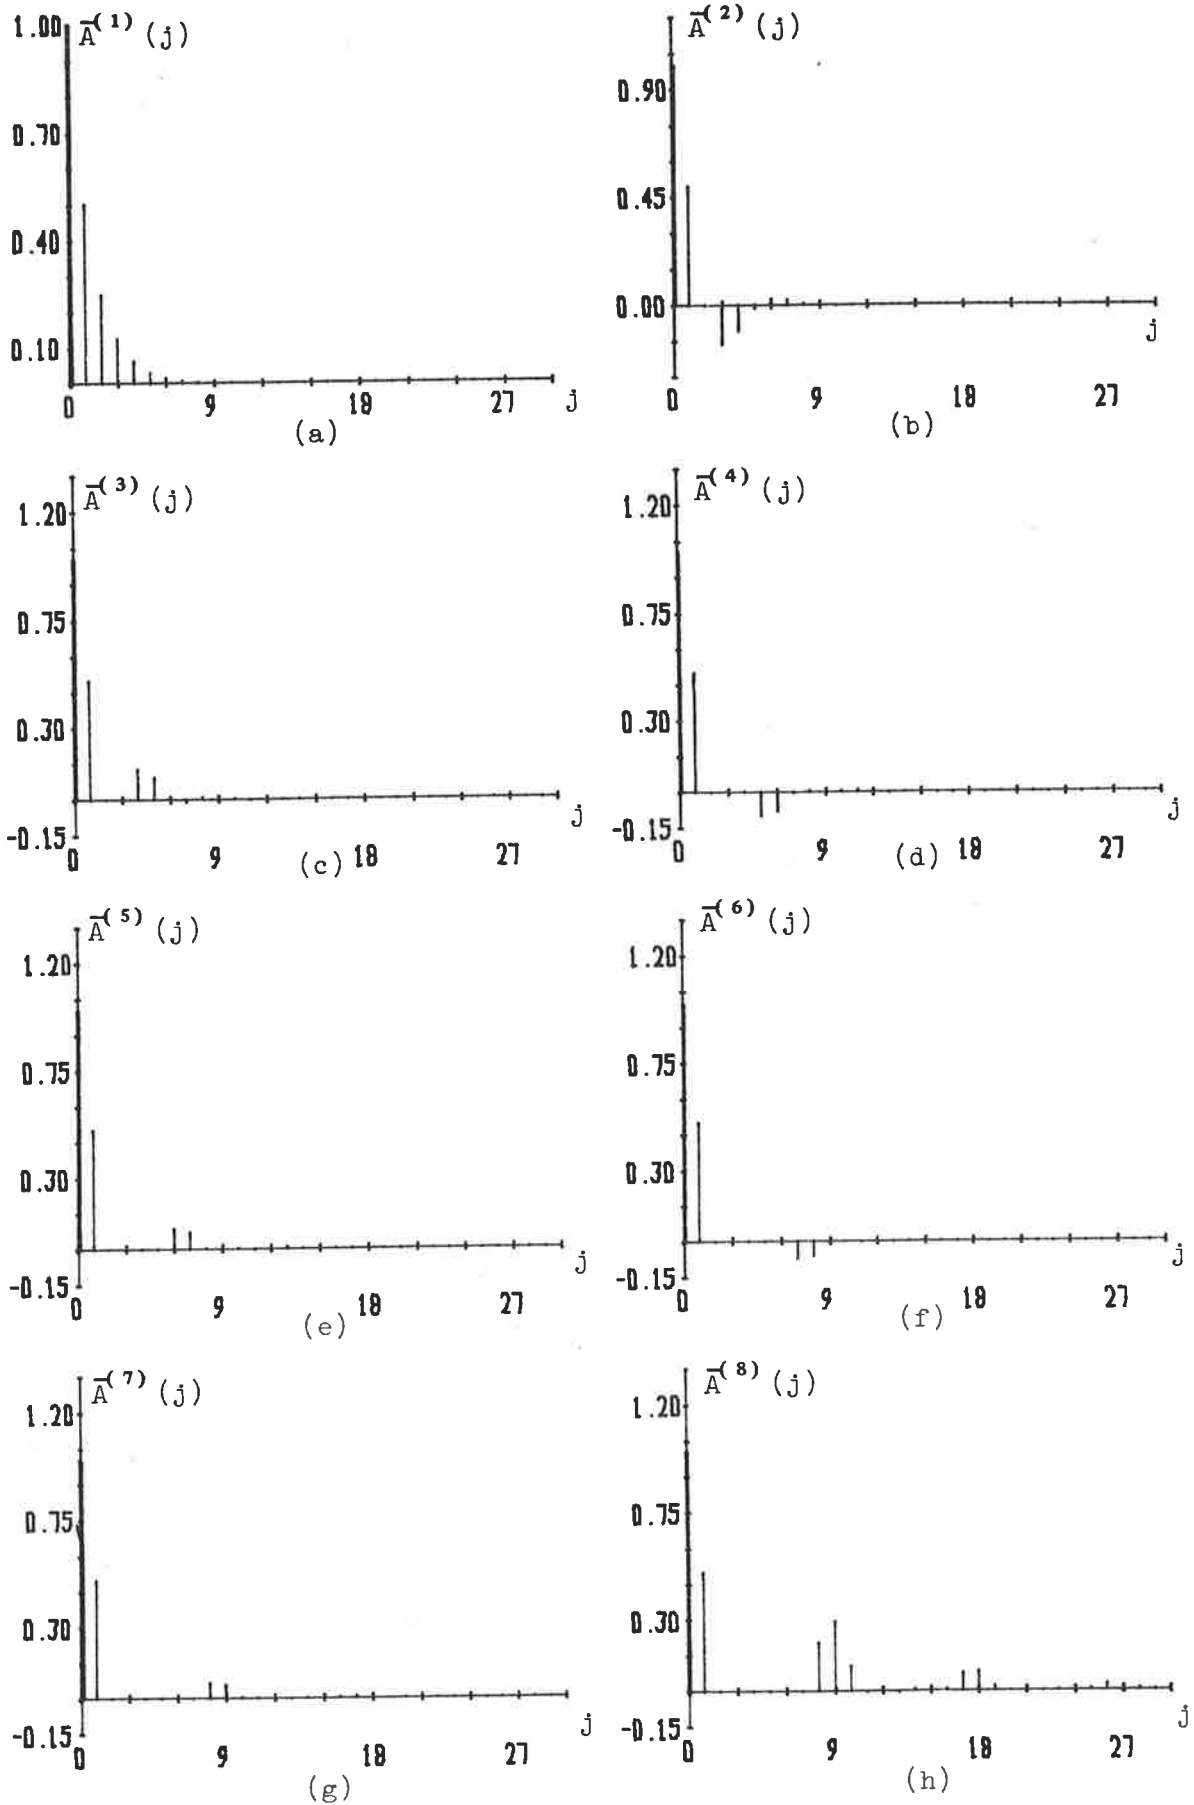 Ā⁽¹⁾(j)
1.00
0.70
0.40
0.10
0 9 18 27 j
(a)
Ā⁽²⁾(j)
0.90
0.45
0.00
j
0 9 18 27
(b)
Ā⁽³⁾(j)
1.20
0.75
0.30
-0.15
j
0 9 18 27
(c)
Ā⁽⁴⁾(j)
1.20
0.75
0.30
-0.15
j
0 9 18 27
(d)
Ā⁽⁵⁾(j)
1.20
0.75
0.30
-0.15
j
0 9 18 27
(e)
Ā⁽⁶⁾(j)
1.20
0.75
0.30
-0.15
j
0 9 18 27
(f)
Ā⁽⁷⁾(j)
1.20
0.75
0.30
-0.15
j
0 9 18 27
(g)
Ā⁽⁸⁾(j)
1.20
0.75
0.30
-0.15
j
0 9 18 27
(h)